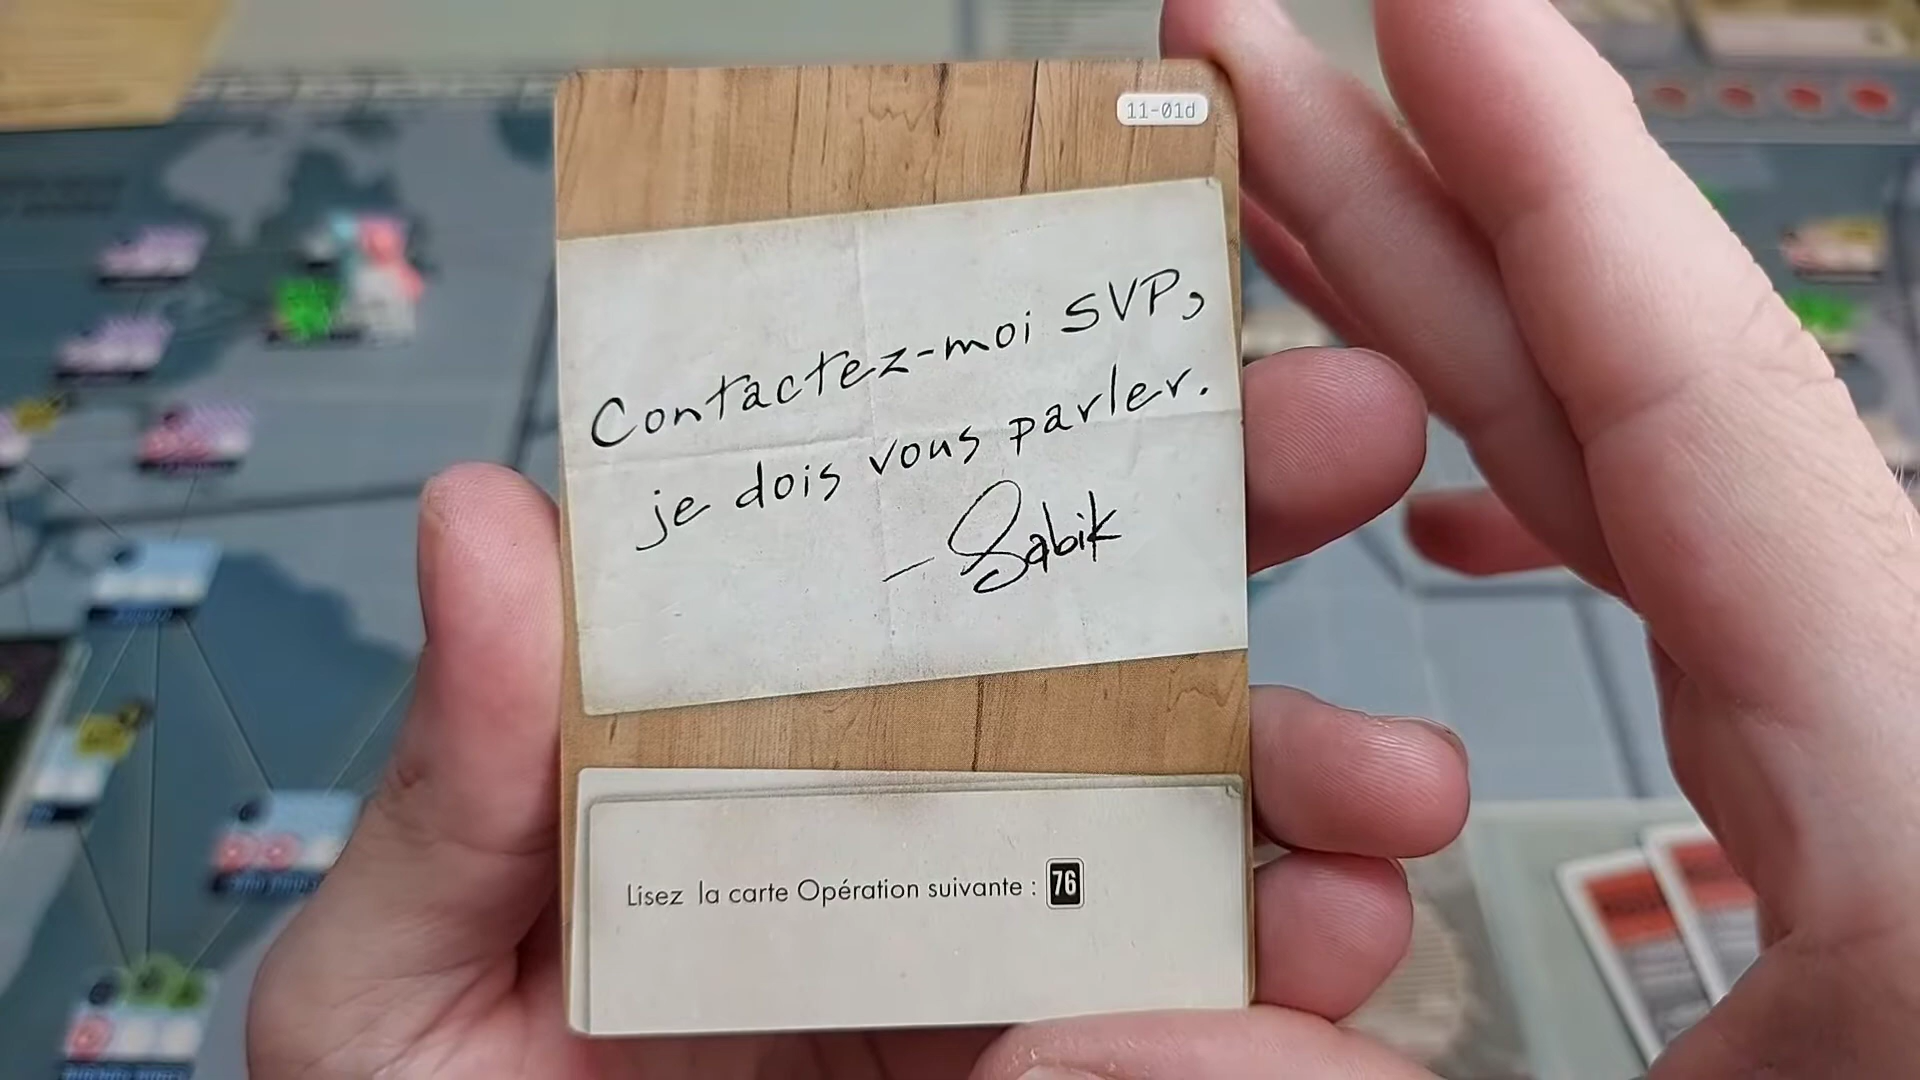 11-01d
Contactez-moi SVP,
je dois vous parler.
- Sabik
Lisez la carte Opération suivante : 76